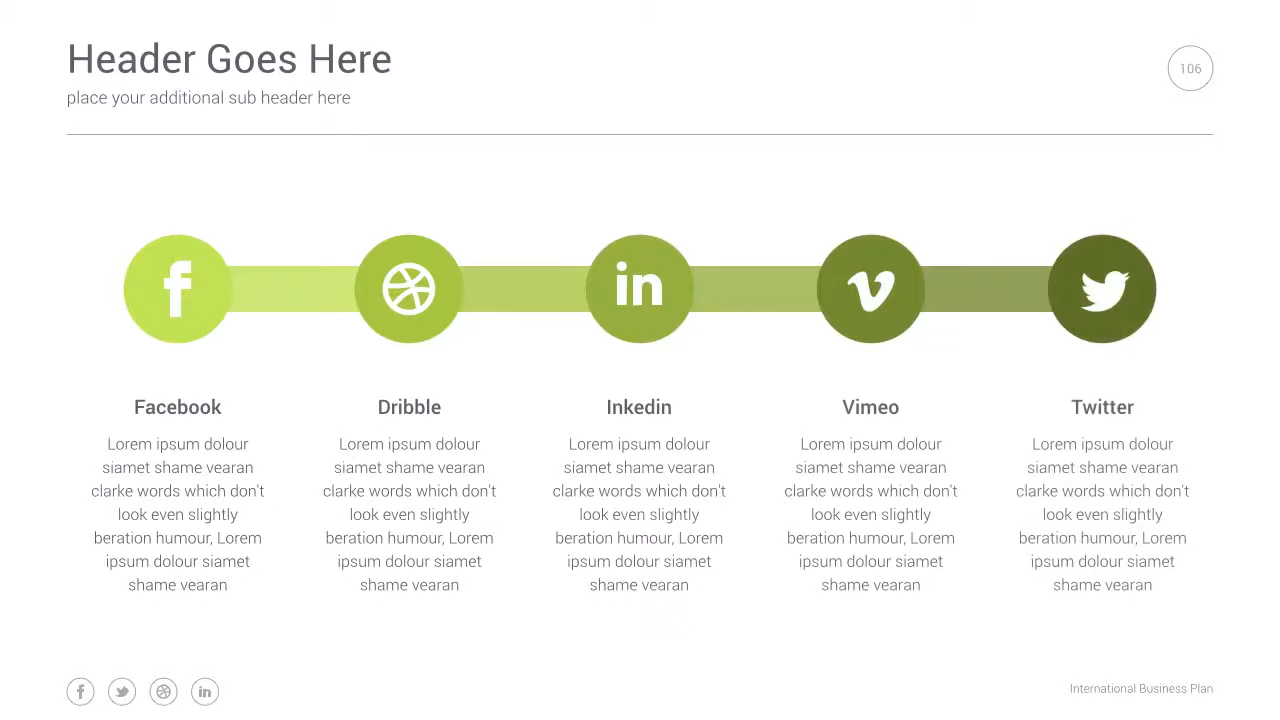 Header Goes Here
place your additional sub header here
106
Facebook
Lorem ipsum dolour
siamet shame vearan
clarke words which don't
look even slightly
beration humour, Lorem
ipsum dolour siamet
shame vearan
Dribble
Lorem ipsum dolour
siamet shame vearan
clarke words which don't
look even slightly
beration humour, Lorem
ipsum dolour siamet
shame vearan
Inkedin
Lorem ipsum dolour
siamet shame vearan
clarke words which don't
look even slightly
beration humour, Lorem
ipsum dolour siamet
shame vearan
Vimeo
Lorem ipsum dolour
siamet shame vearan
clarke words which don't
look even slightly
beration humour, Lorem
ipsum dolour siamet
shame vearan
Twitter
Lorem ipsum dolour
siamet shame vearan
clarke words which don't
look even slightly
beration humour, Lorem
ipsum dolour siamet
shame vearan
International Business Plan